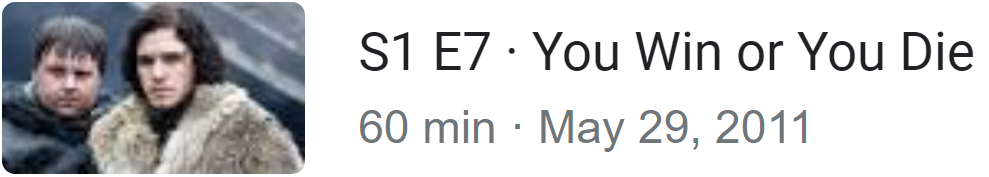 S1 E7 · You Win or You Die
60 min · May 29, 2011